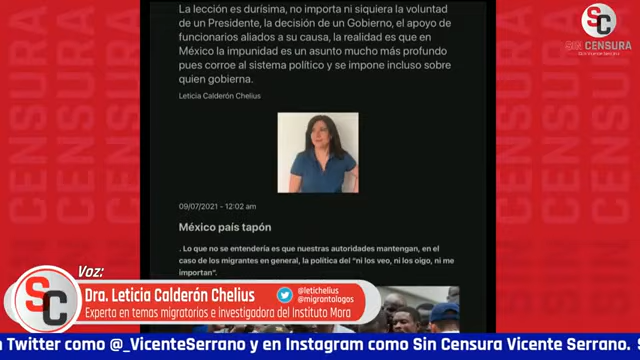 La lección es durísima, no importa ni siquiera la voluntad
de un Presidente, la decisión de un Gobierno, el apoyo de
funcionarios aliados a su causa, la realidad es que en
México la impunidad es un asunto mucho más profundo
pues corroe al sistema político y se impone incluso sobre
quien gobierna.
Leticia Calderón Chelius
SIN CENSURA
09/07/2021 - 12:02 am
México país tapón
. Lo que no se entendería es que nuestras autoridades mantengan, en el
caso de los migrantes en general, la política del “ni los veo, ni los oigo, ni me
importan”.
Voz:
SC
Dra. Leticia Calderón Chelius
@letichelius
@migrantologos
Experta en temas migratorios e investigadora del Instituto Mora
Twitter como @_VicenteSerrano y en Instagram como Sin Censura Vicente Serrano.
CENSURA
CENSURA